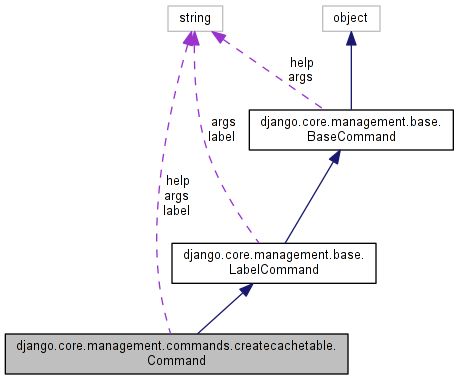 string
object
help
args
django.core.management.base.
BaseCommand
args
label
help
args
label
django.core.management.base.
LabelCommand
django.core.management.commands.createcachetable.
Command